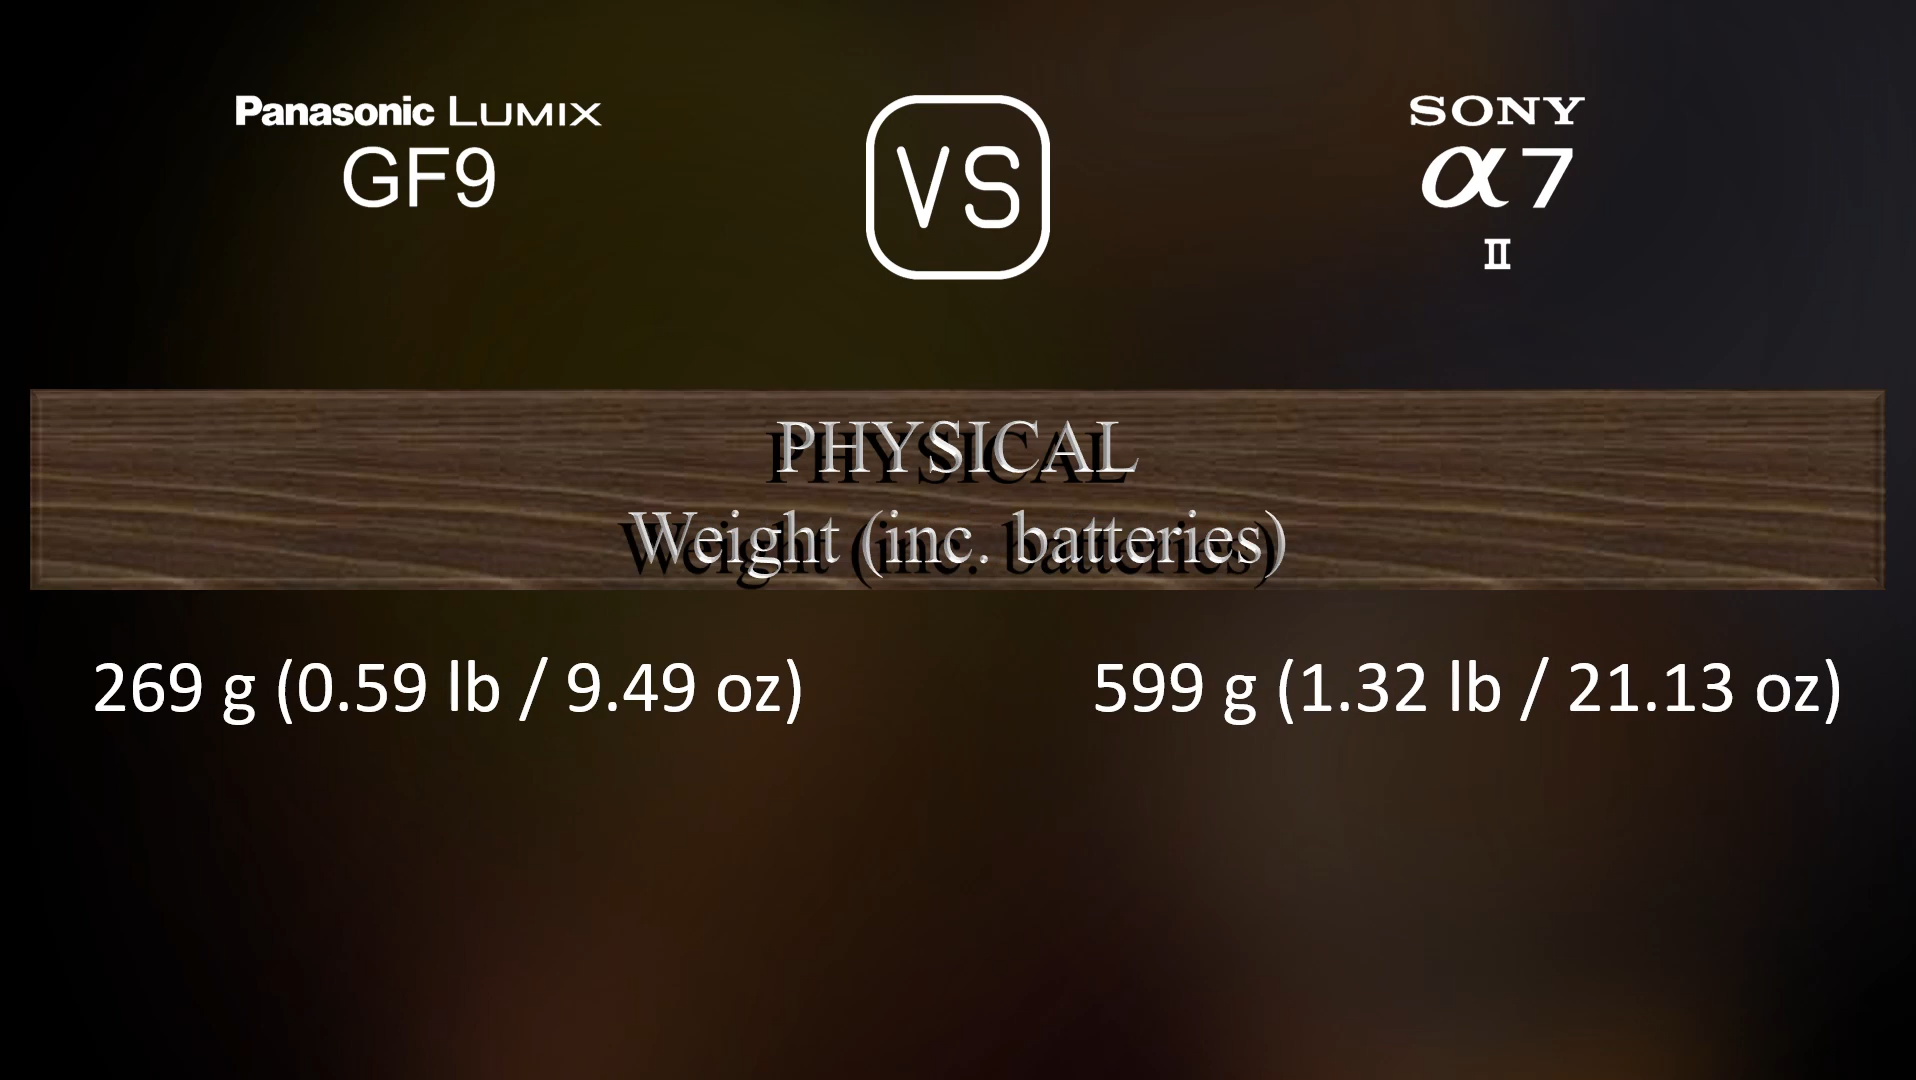 Panasonic LUMIX
GF9
VS
SONY
α7
II
PHYSICAL
Weight (inc. batteries)
269 g (0.59 lb / 9.49 oz)
599 g (1.32 lb / 21.13 oz)